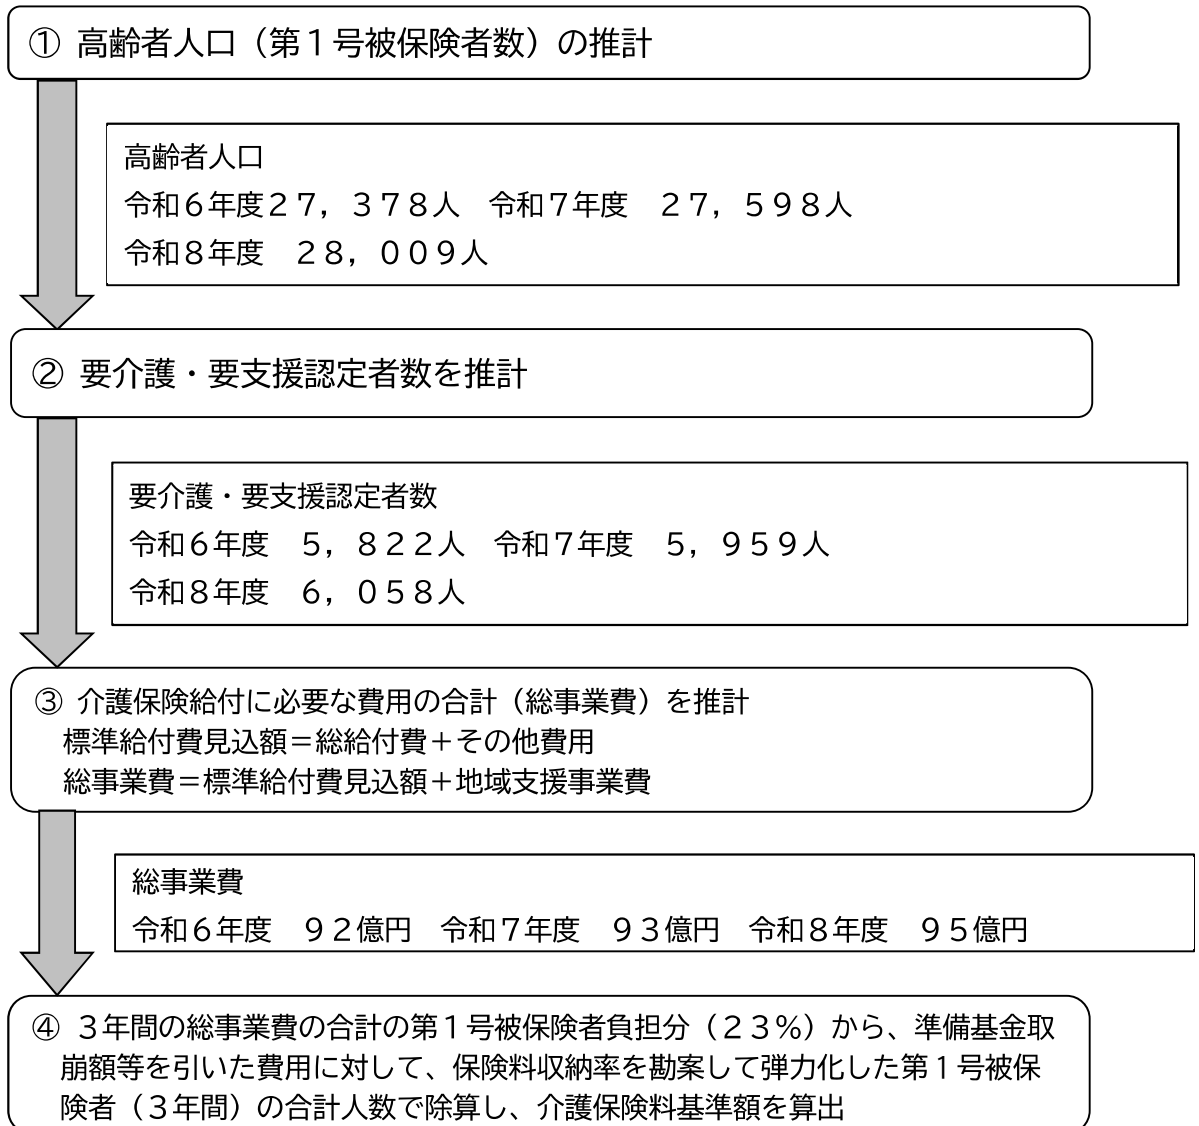 ① 高齢者人口（第１号被保険者数）の推計
高齢者人口
令和６年度２７，３７８人　令和７年度　２７，５９８人
令和８年度　２８，００９人
② 要介護・要支援認定者数を推計
要介護・要支援認定者数
令和６年度　５，８２２人　令和７年度　５，９５９人
令和８年度　６，０５８人
③ 介護保険給付に必要な費用の合計（総事業費）を推計
標準給付費見込額＝総給付費＋その他費用
総事業費＝標準給付費見込額＋地域支援事業費
総事業費
令和６年度　９２億円　令和７年度　９３億円　令和８年度　９５億円
④ ３年間の総事業費の合計の第１号被保険者負担分（２３％）から、準備基金取
崩額等を引いた費用に対して、保険料収納率を勘案して弾力化した第１号被保
険者（３年間）の合計人数で除算し、介護保険料基準額を算出